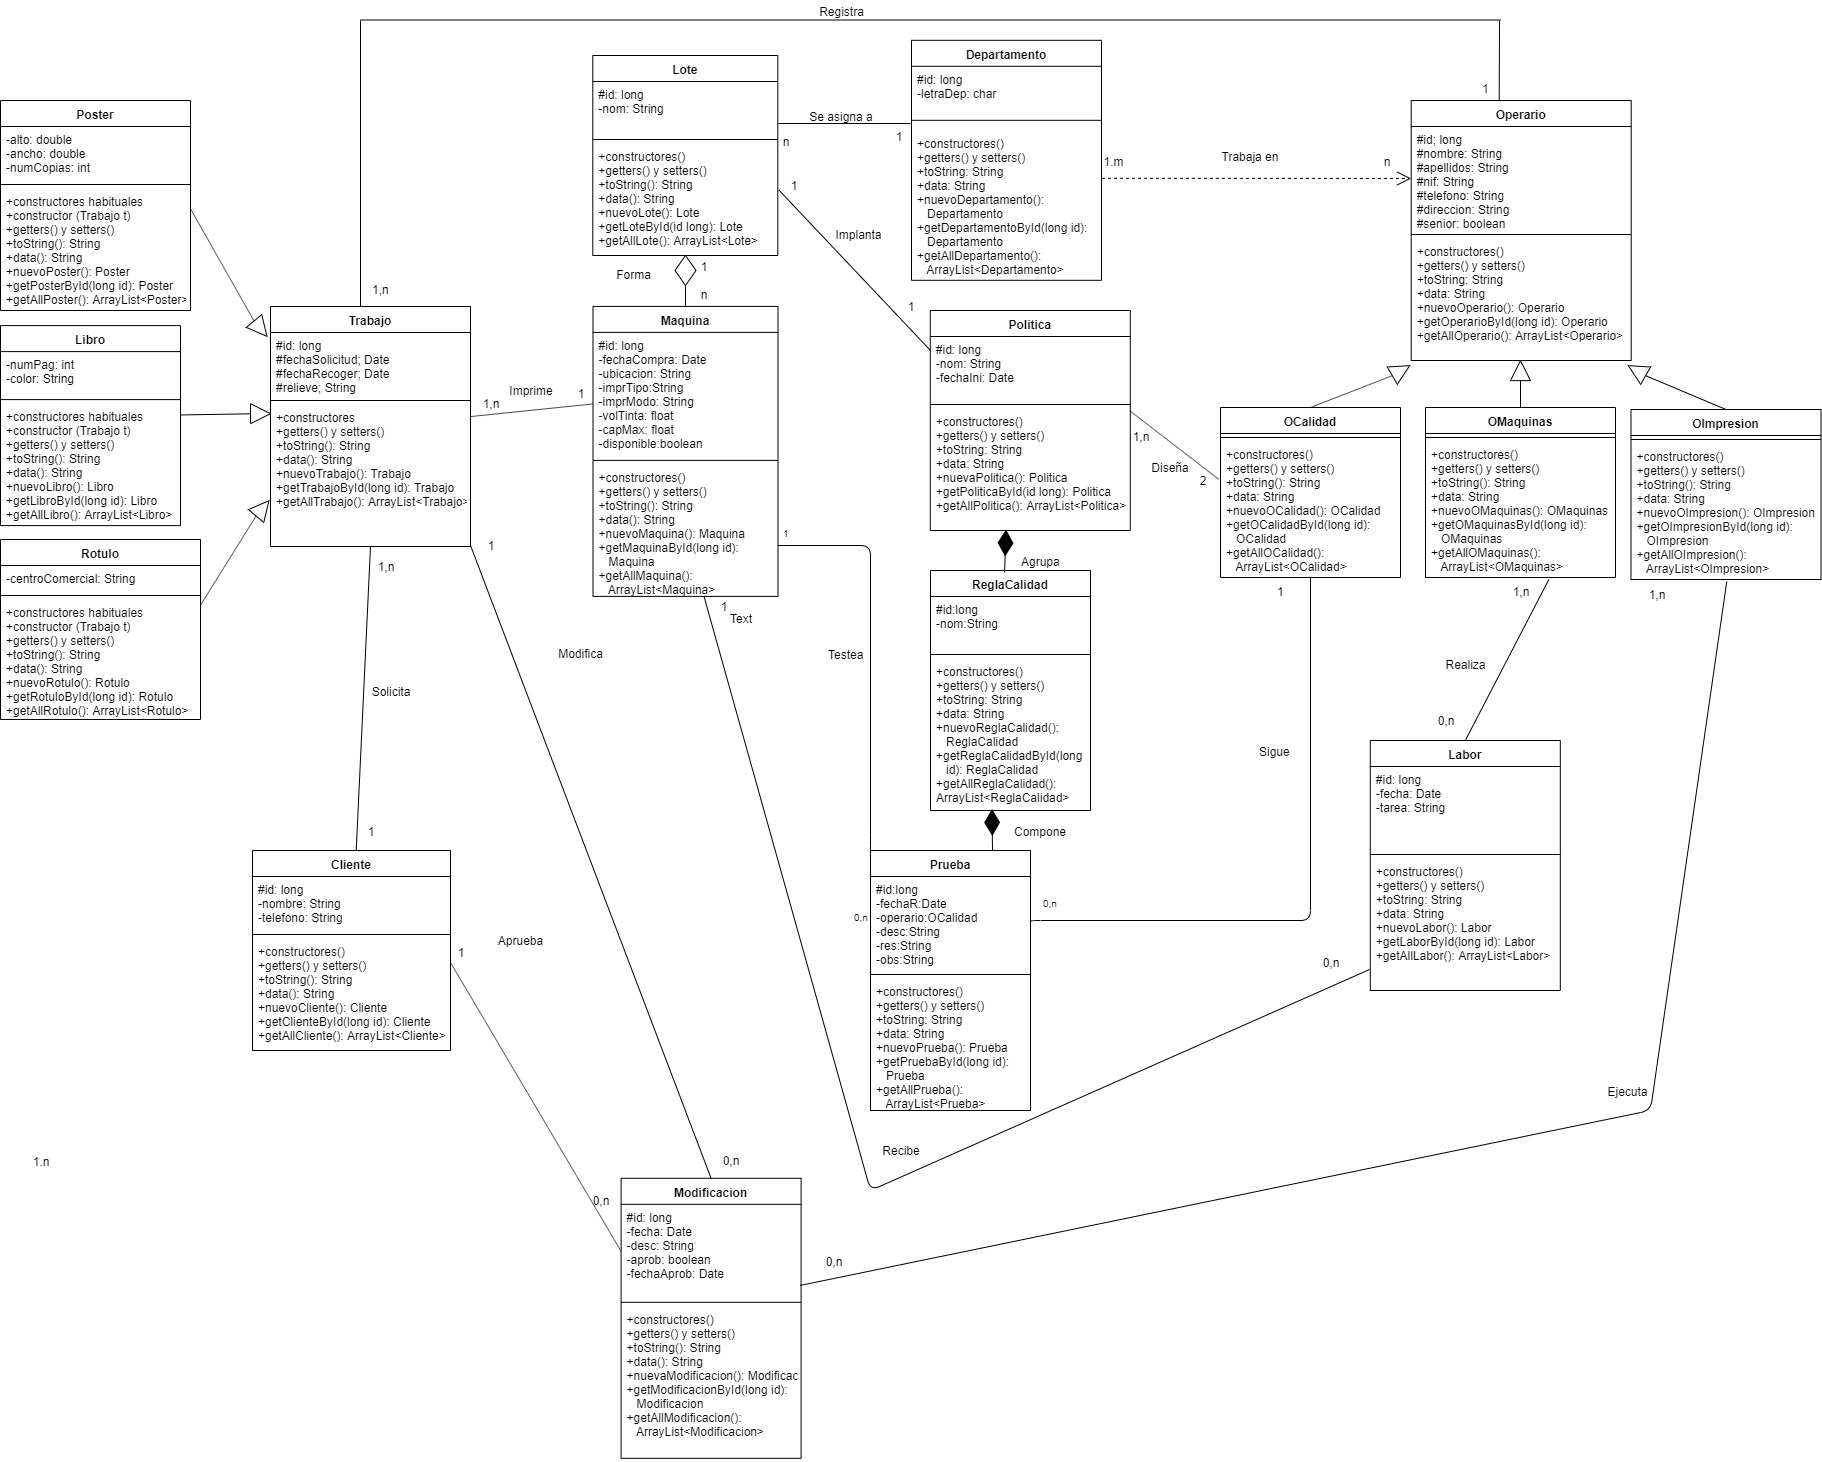 Registra
1
1,n
Poster
-alto: double
-ancho: double
-numCopias: int
+constructores habituales
+constructor (Trabajo t)
+getters() y setters()
+toString(): String
+data(): String
+nuevoPoster(): Poster
+getPosterById(long id): Poster
+getAllPoster(): ArrayList<Poster>
Libro
-numPag: int
-color: String
+constructores habituales
+constructor (Trabajo t)
+getters() y setters()
+toString(): String
+data(): String
+nuevoLibro(): Libro
+getLibroById(long id): Libro
+getAllLibro(): ArrayList<Libro>
Rotulo
-centroComercial: String
+constructores habituales
+constructor (Trabajo t)
+getters() y setters()
+toString(): String
+data(): String
+nuevoRotulo(): Rotulo
+getRotuloById(long id): Rotulo
+getAllRotulo(): ArrayList<Rotulo>
Trabajo
#id: long
#fechaSolicitud; Date
#fechaRecoger; Date
#relieve; String
+constructores
+getters() y setters()
+toString(): String
+data(): String
+nuevoTrabajo(): Trabajo
+getTrabajoById(long id): Trabajo
+getAllTrabajo(): ArrayList<Trabajo>
Lote
#id: long
-nom: String
+constructores()
+getters() y setters()
+toString(): String
+data(): String
+nuevoLote(): Lote
+getLoteById(id long): Lote
+getAllLote(): ArrayList<Lote>
Se asigna a
n
1
1
Implanta
1
Forma
1
n
Maquina
#id: long
-fechaCompra: Date
-ubicacion: String
-imprTipo:String
-imprModo: String
-volTinta: float
-capMax: float
-disponible:boolean
+constructores()
+getters() y setters()
+toString(): String
+data(): String
+nuevoMaquina(): Maquina
+getMaquinaById(long id):
Maquina
+getAllMaquina():
ArrayList<Maquina>
Imprime
1,n
1
Departamento
#id: long
-letraDep: char
+constructores()
+getters() y setters()
+toString: String
+data: String
+nuevoDepartamento():
Departamento
+getDepartamentoById(long id):
Departamento
+getAllDepartamento():
ArrayList<Departamento>
1.m
Trabaja en
n
Operario
#id; long
#nombre: String
#apellidos: String
#nif: String
#telefono: String
#direccion: String
#senior: boolean
+constructores()
+getters() y setters()
+toString: String
+data: String
+nuevoOperario(): Operario
+getOperarioById(long id): Operario
+getAllOperario(): ArrayList<Operario>
Politica
#id: long
-nom: String
-fechaIni: Date
+constructores()
+getters() y setters()
+toString: String
+data: String
+nuevaPolitica(): Politica
+getPoliticaById(id long): Politica
+getAllPolitica(): ArrayList<Politica>
1,n
Diseña
2
OCalidad
+constructores()
+getters() y setters()
+toString(): String
+data: String
+nuevoOCalidad(): OCalidad
+getOCalidadById(long id):
OCalidad
+getAllOCalidad():
ArrayList<OCalidad>
OMaquinas
+constructores()
+getters() y setters()
+toString(): String
+data: String
+nuevoOMaquinas(): OMaquinas
+getOMaquinasById(long id):
OMaquinas
+getAllOMaquinas():
ArrayList<OMaquinas>
OImpresion
+constructores()
+getters() y setters()
+toString(): String
+data: String
+nuevoOImpresion(): OImpresion
+getOImpresionById(long id):
OImpresion
+getAllOImpresion():
ArrayList<OImpresion>
Agrupa
ReglaCalidad
#id:long
-nom:String
+constructores()
+getters() y setters()
+toString: String
+data: String
+nuevoReglaCalidad():
ReglaCalidad
+getReglaCalidadById(long
id): ReglaCalidad
+getAllReglaCalidad():
ArrayList<ReglaCalidad>
Compone
Prueba
#id:long
-fechaR:Date
-operario:OCalidad
-desc:String
-res:String
-obs:String
+constructores()
+getters() y setters()
+toString: String
+data: String
+nuevoPrueba(): Prueba
+getPruebaById(long id):
Prueba
+getAllPrueba():
ArrayList<Prueba>
1
Testea
0,n
1
Sigue
0,n
1,n
Realiza
0,n
Labor
#id: long
-fecha: Date
-tarea: String
+constructores()
+getters() y setters()
+toString: String
+data: String
+nuevoLabor(): Labor
+getLaborById(long id): Labor
+getAllLabor(): ArrayList<Labor>
1
Text
Recibe
0,n
1,n
Ejecuta
0,n
1
Modifica
0,n
1,n
Solicita
1
Cliente
#id: long
-nombre: String
-telefono: String
+constructores()
+getters() y setters()
+toString(): String
+data(): String
+nuevoCliente(): Cliente
+getClienteById(long id): Cliente
+getAllCliente(): ArrayList<Cliente>
1
Aprueba
0,n
1.n
Modificacion
#id: long
-fecha: Date
-desc: String
-aprob: boolean
-fechaAprob: Date
+constructores()
+getters() y setters()
+toString(): String
+data(): String
+nuevaModificacion(): Modificac
+getModificacionById(long id):
Modificacion
+getAllModificacion():
ArrayList<Modificacion>